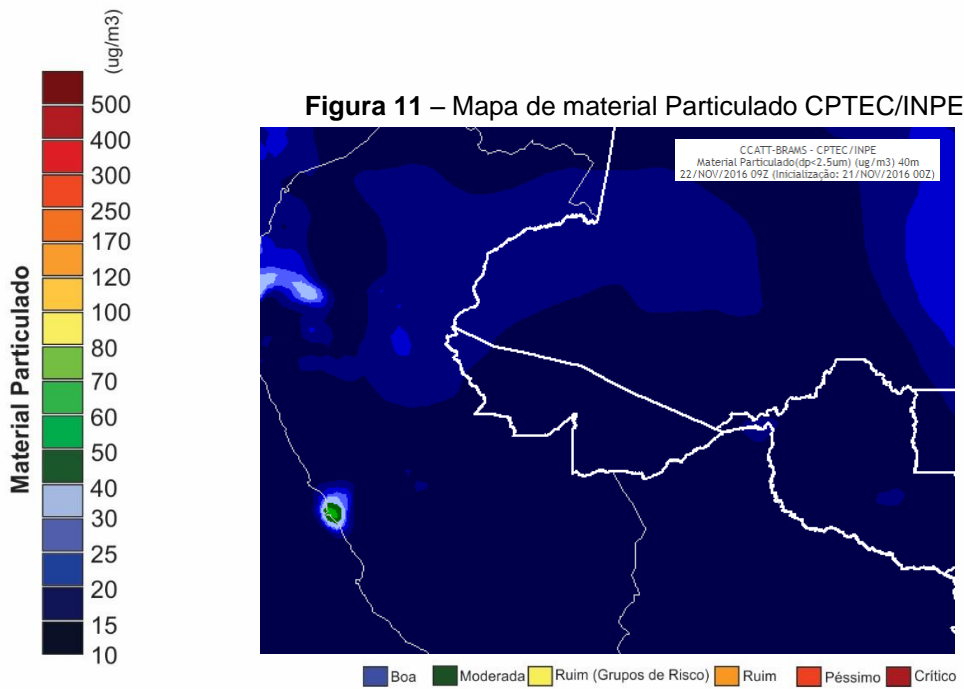 (ug/m3)
Figura 11 – Mapa de material Particulado CPTEC/INPE
CCATT-BRAMS - CPTEC/INPE
Material Particulado(dp<2.5um) (ug/m3) 40m
22/NOV/2016 09Z (Inicialização: 21/NOV/2016 00Z)
Material Particulado
500
400
300
250
170
120
100
80
70
60
50
40
30
25
20
15
10
Boa Moderada Ruim (Grupos de Risco) Ruim Péssimo Crítico